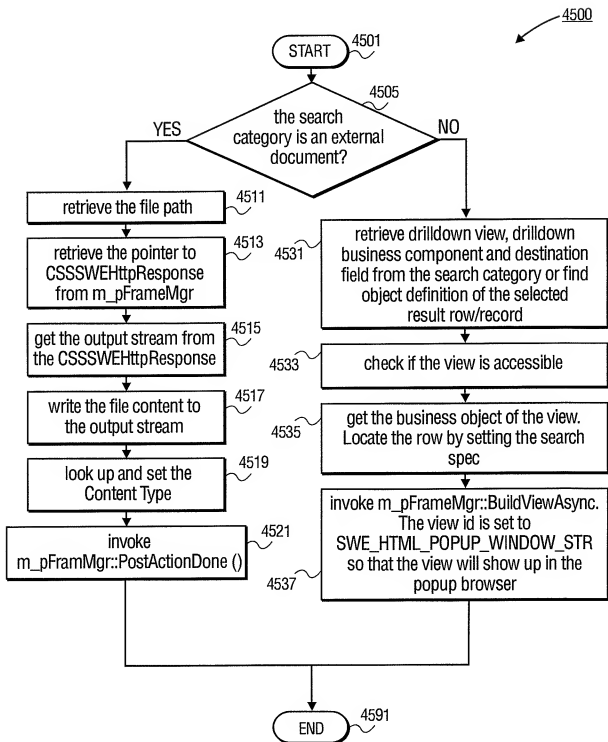 4500
START
4501
4505
the search
category is an external
document?
YES
NO
retrieve the file path
4511
retrieve the pointer to
CSSSWEHttpResponse
from m_pFrameMgr
4513
get the output stream from
the CSSSWEHttpResponse
4515
write the file content to
the output stream
4517
look up and set the
Content Type
4519
invoke
m_pFramMgr::PostActionDone ()
4521
4531
retrieve drilldown view, drilldown
business component and destination
field from the search category or find
object definition of the selected
result row/record
4533
check if the view is accessible
4535
get the business object of the view.
Locate the row by setting the search
spec
4537
invoke m_pFrameMgr::BuildViewAsync.
The view id is set to
SWE_HTML_POPUP_WINDOW_STR
so that the view will show up in the
popup browser
END
4591